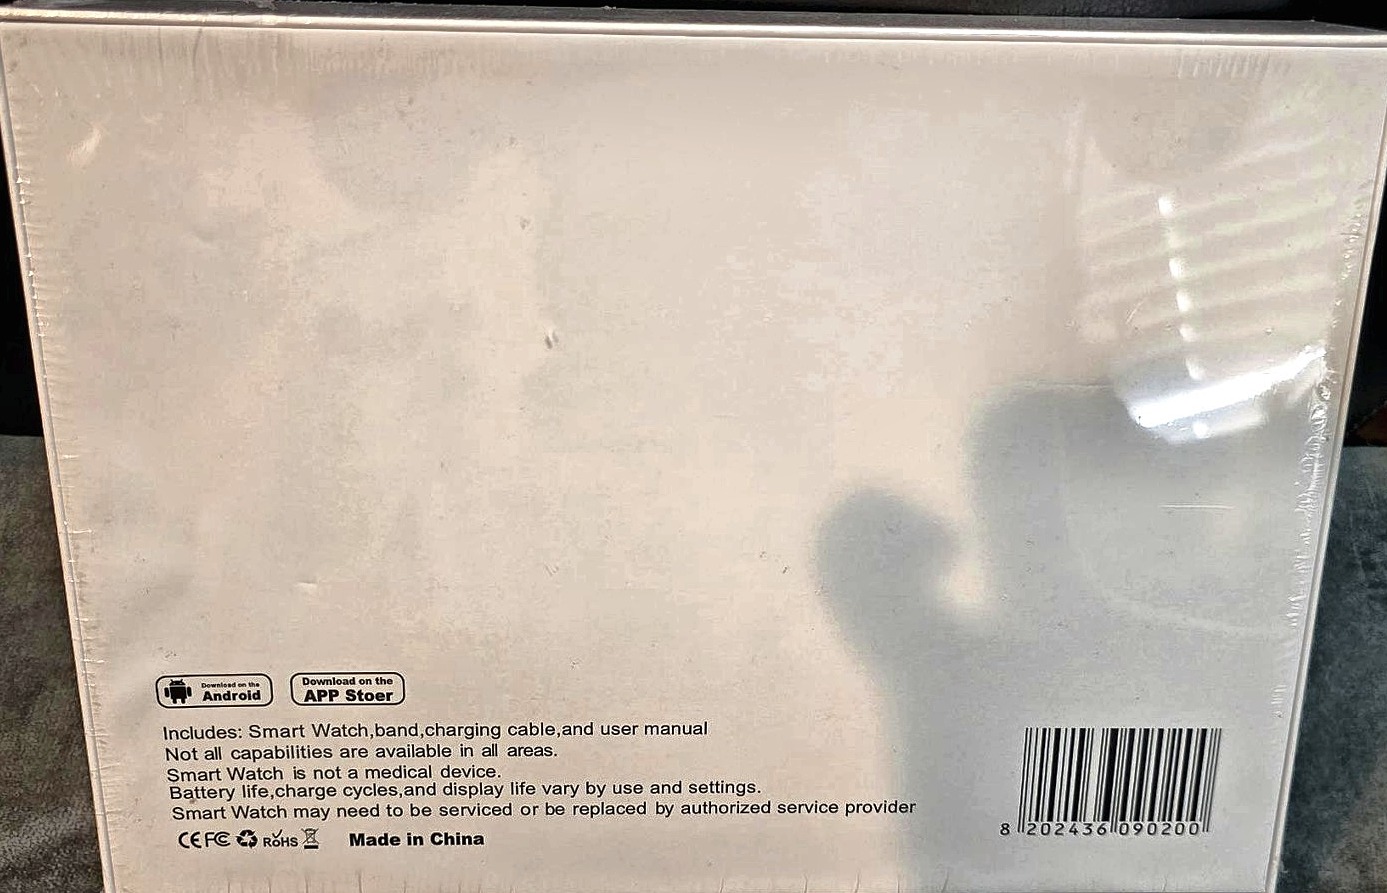 Download on the
Android
Download on the
APP Stoer
Includes: Smart Watch,band,charging cable,and user manual
Not all capabilities are available in all areas.
Smart Watch is not a medical device.
Battery life,charge cycles,and display life vary by use and settings.
Smart Watch may need to be serviced or be replaced by authorized service provider
CE FC RoHS Made in China
8 202436 090200